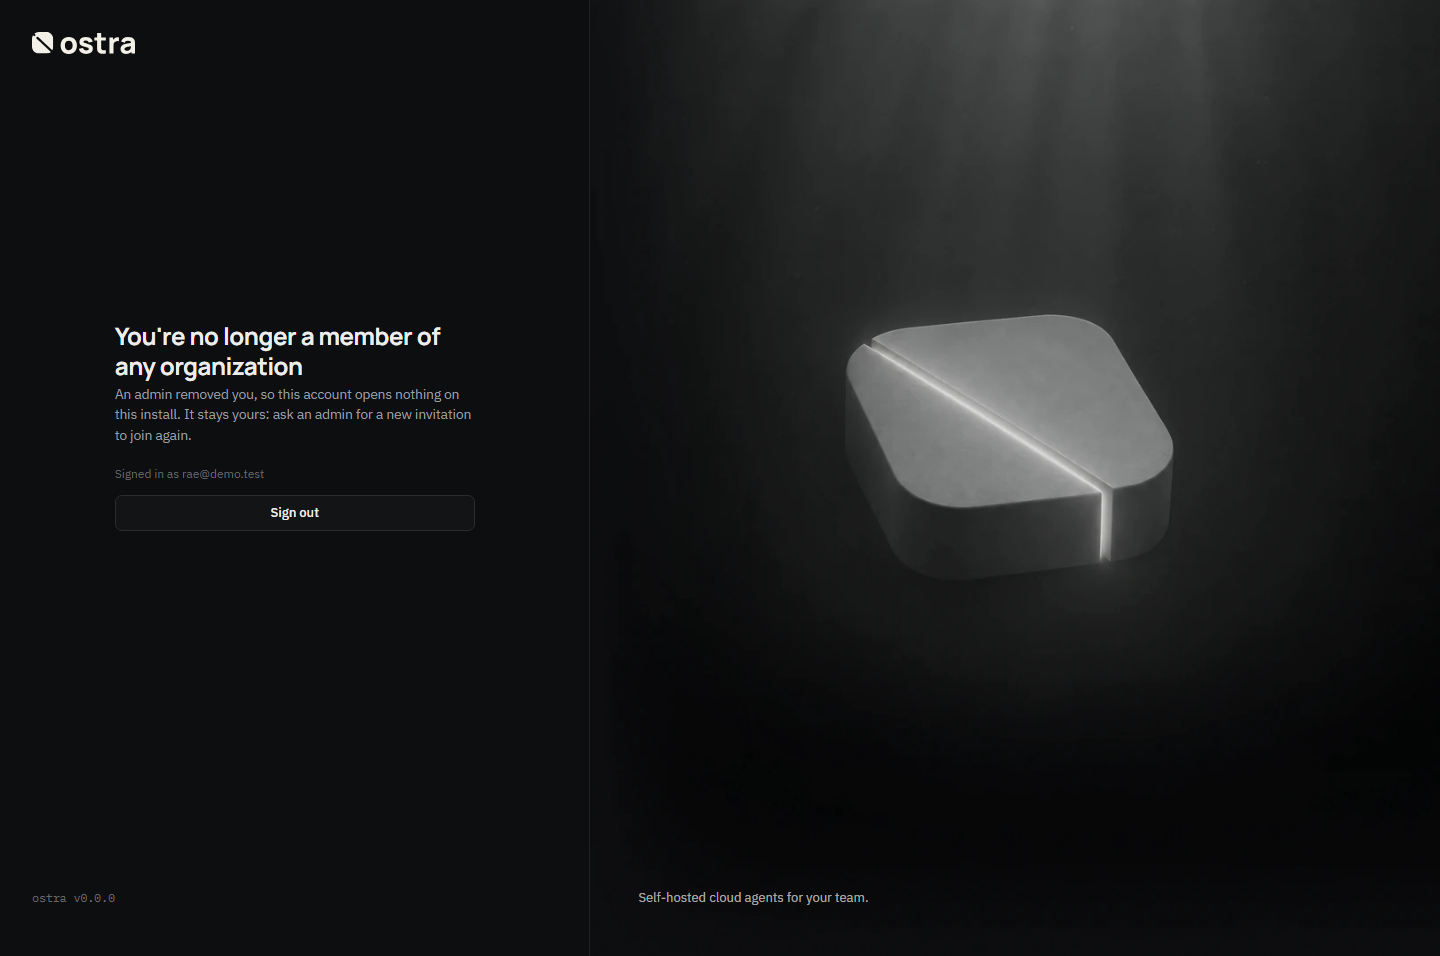 ostra
You're no longer a member of
any organization
An admin removed you, so this account opens nothing on
this install. It stays yours: ask an admin for a new invitation
to join again.
Signed in as rae@demo.test
Sign out
ostra v0.0.0
Self-hosted cloud agents for your team.